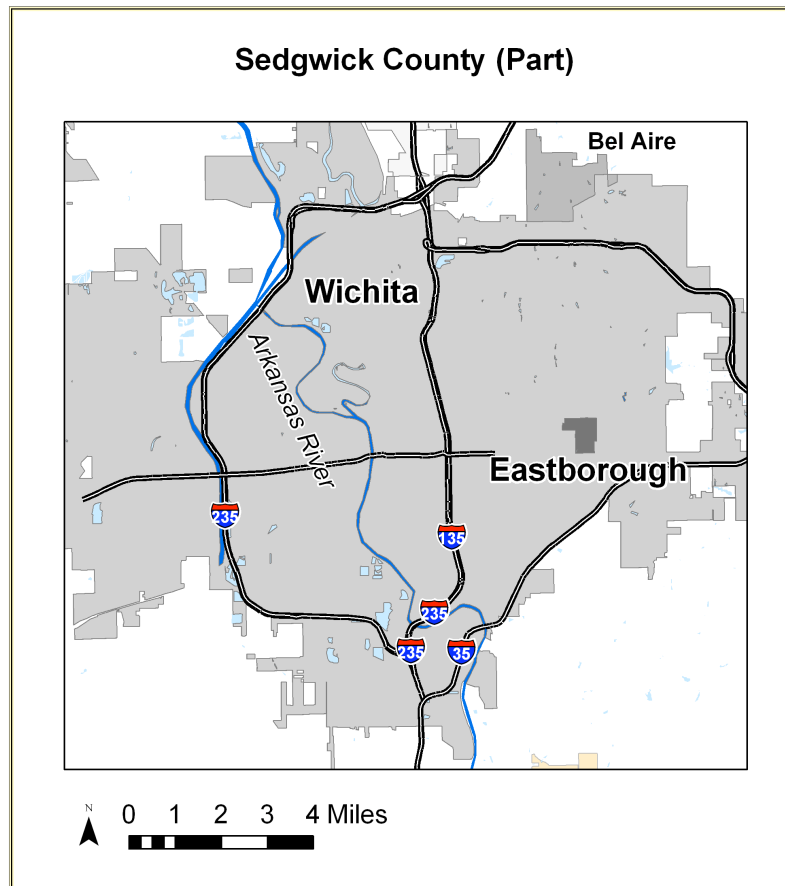 Sedgwick County (Part)
Bel Aire
Wichita
Arkansas River
Eastborough
235
135
235
235
35
N
0 1 2 3 4 Miles